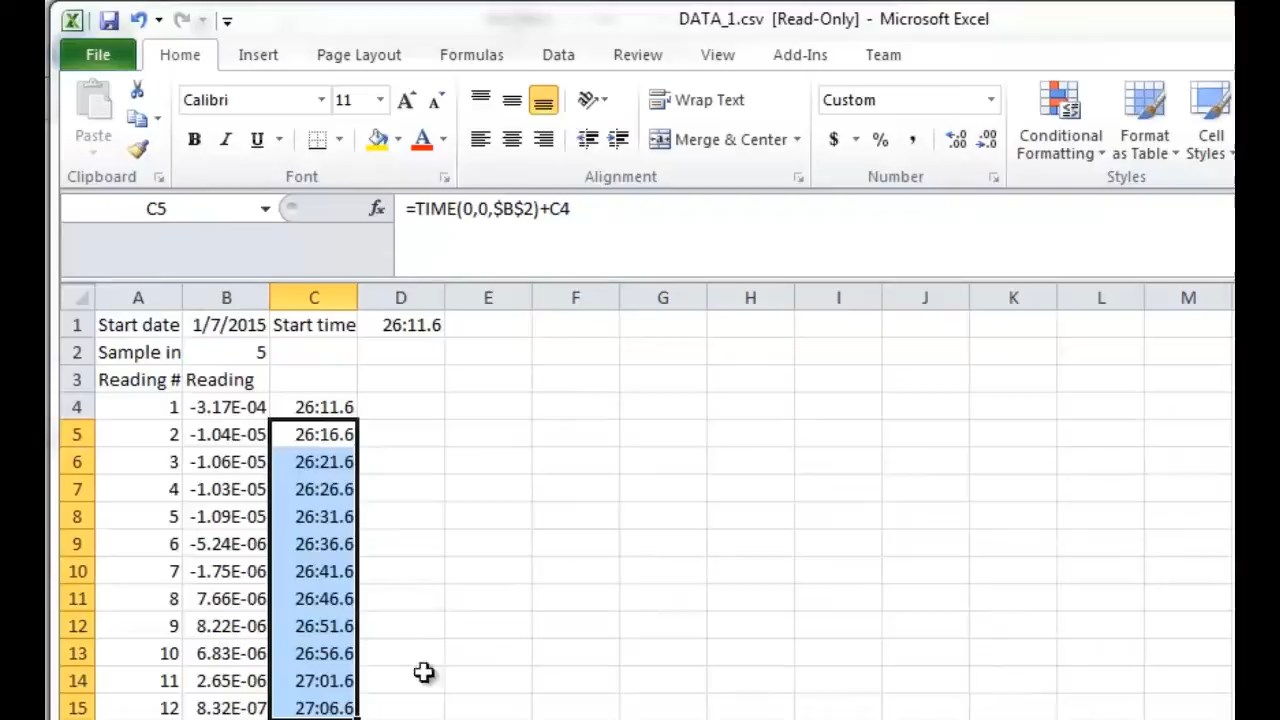 DATA_1.csv [Read-Only] - Microsoft Excel
File Home Insert Page Layout Formulas Data Review View Add-Ins Team
Calibri 11 Wrap Text Custom
Paste B I U Merge & Center $ % , Conditional Formatting Format as Table Cell Styles
Clipboard Font Alignment Number Styles
C5 fx =TIME(0,0,$B$2)+C4
A B C D E F G H I J K L M
1 Start date 1/7/2015 Start time 26:11.6
2 Sample in 5
3 Reading # Reading
4 1 -3.17E-04 26:11.6
5 2 -1.04E-05 26:16.6
6 3 -1.06E-05 26:21.6
7 4 -1.03E-05 26:26.6
8 5 -1.09E-05 26:31.6
9 6 -5.24E-06 26:36.6
10 7 -1.75E-06 26:41.6
11 8 7.66E-06 26:46.6
12 9 8.22E-06 26:51.6
13 10 6.83E-06 26:56.6
14 11 2.65E-06 27:01.6
15 12 8.32E-07 27:06.6